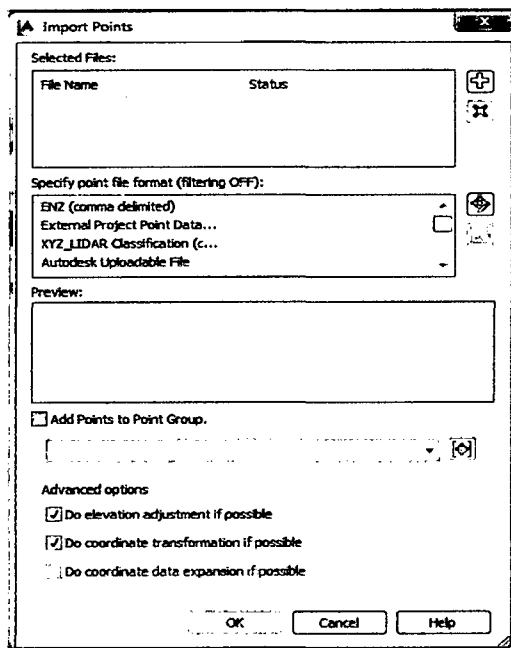 Import Points
Selected Files:
File Name Status
Specify point file format (filtering OFF):
ENZ (comma delimited)
External Project Point Data...
XYZ_LIDAR Classification (c...
Autodesk Uploadable File
Preview:
Add Points to Point Group.
Advanced options
Do elevation adjustment if possible
Do coordinate transformation if possible
Do coordinate data expansion if possible
OK Cancel Help